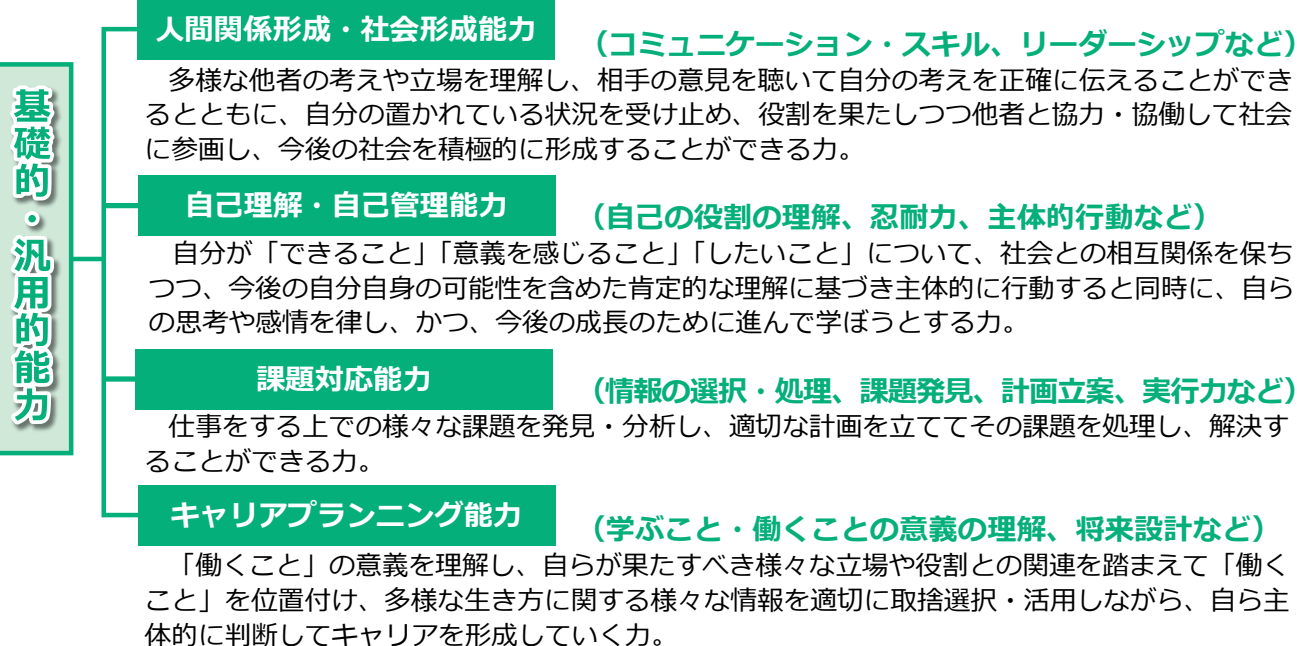 基礎的・汎用的能力
人間関係形成・社会形成能力
（コミュニケーション・スキル、リーダーシップなど）
多様な他者の考えや立場を理解し、相手の意見を聴いて自分の考えを正確に伝えることができ
るとともに、自分の置かれている状況を受け止め、役割を果たしつつ他者と協力・協働して社会
に参画し、今後の社会を積極的に形成することができる力。
自己理解・自己管理能力
（自己の役割の理解、忍耐力、主体的行動など）
自分が「できること」「意義を感じること」「したいこと」について、社会との相互関係を保ち
つつ、今後の自分自身の可能性を含めた肯定的な理解に基づき主体的に行動すると同時に、自ら
の思考や感情を律し、かつ、今後の成長のために進んで学ぼうとする力。
課題対応能力
（情報の選択・処理、課題発見、計画立案、実行力など）
仕事をする上での様々な課題を発見・分析し、適切な計画を立ててその課題を処理し、解決す
ることができる力。
キャリアプランニング能力
（学ぶこと・働くことの意義の理解、将来設計など）
「働くこと」の意義を理解し、自らが果たすべき様々な立場や役割との関連を踏まえて「働く
こと」を位置付け、多様な生き方に関する様々な情報を適切に取捨選択・活用しながら、自ら主
体的に判断してキャリアを形成していく力。